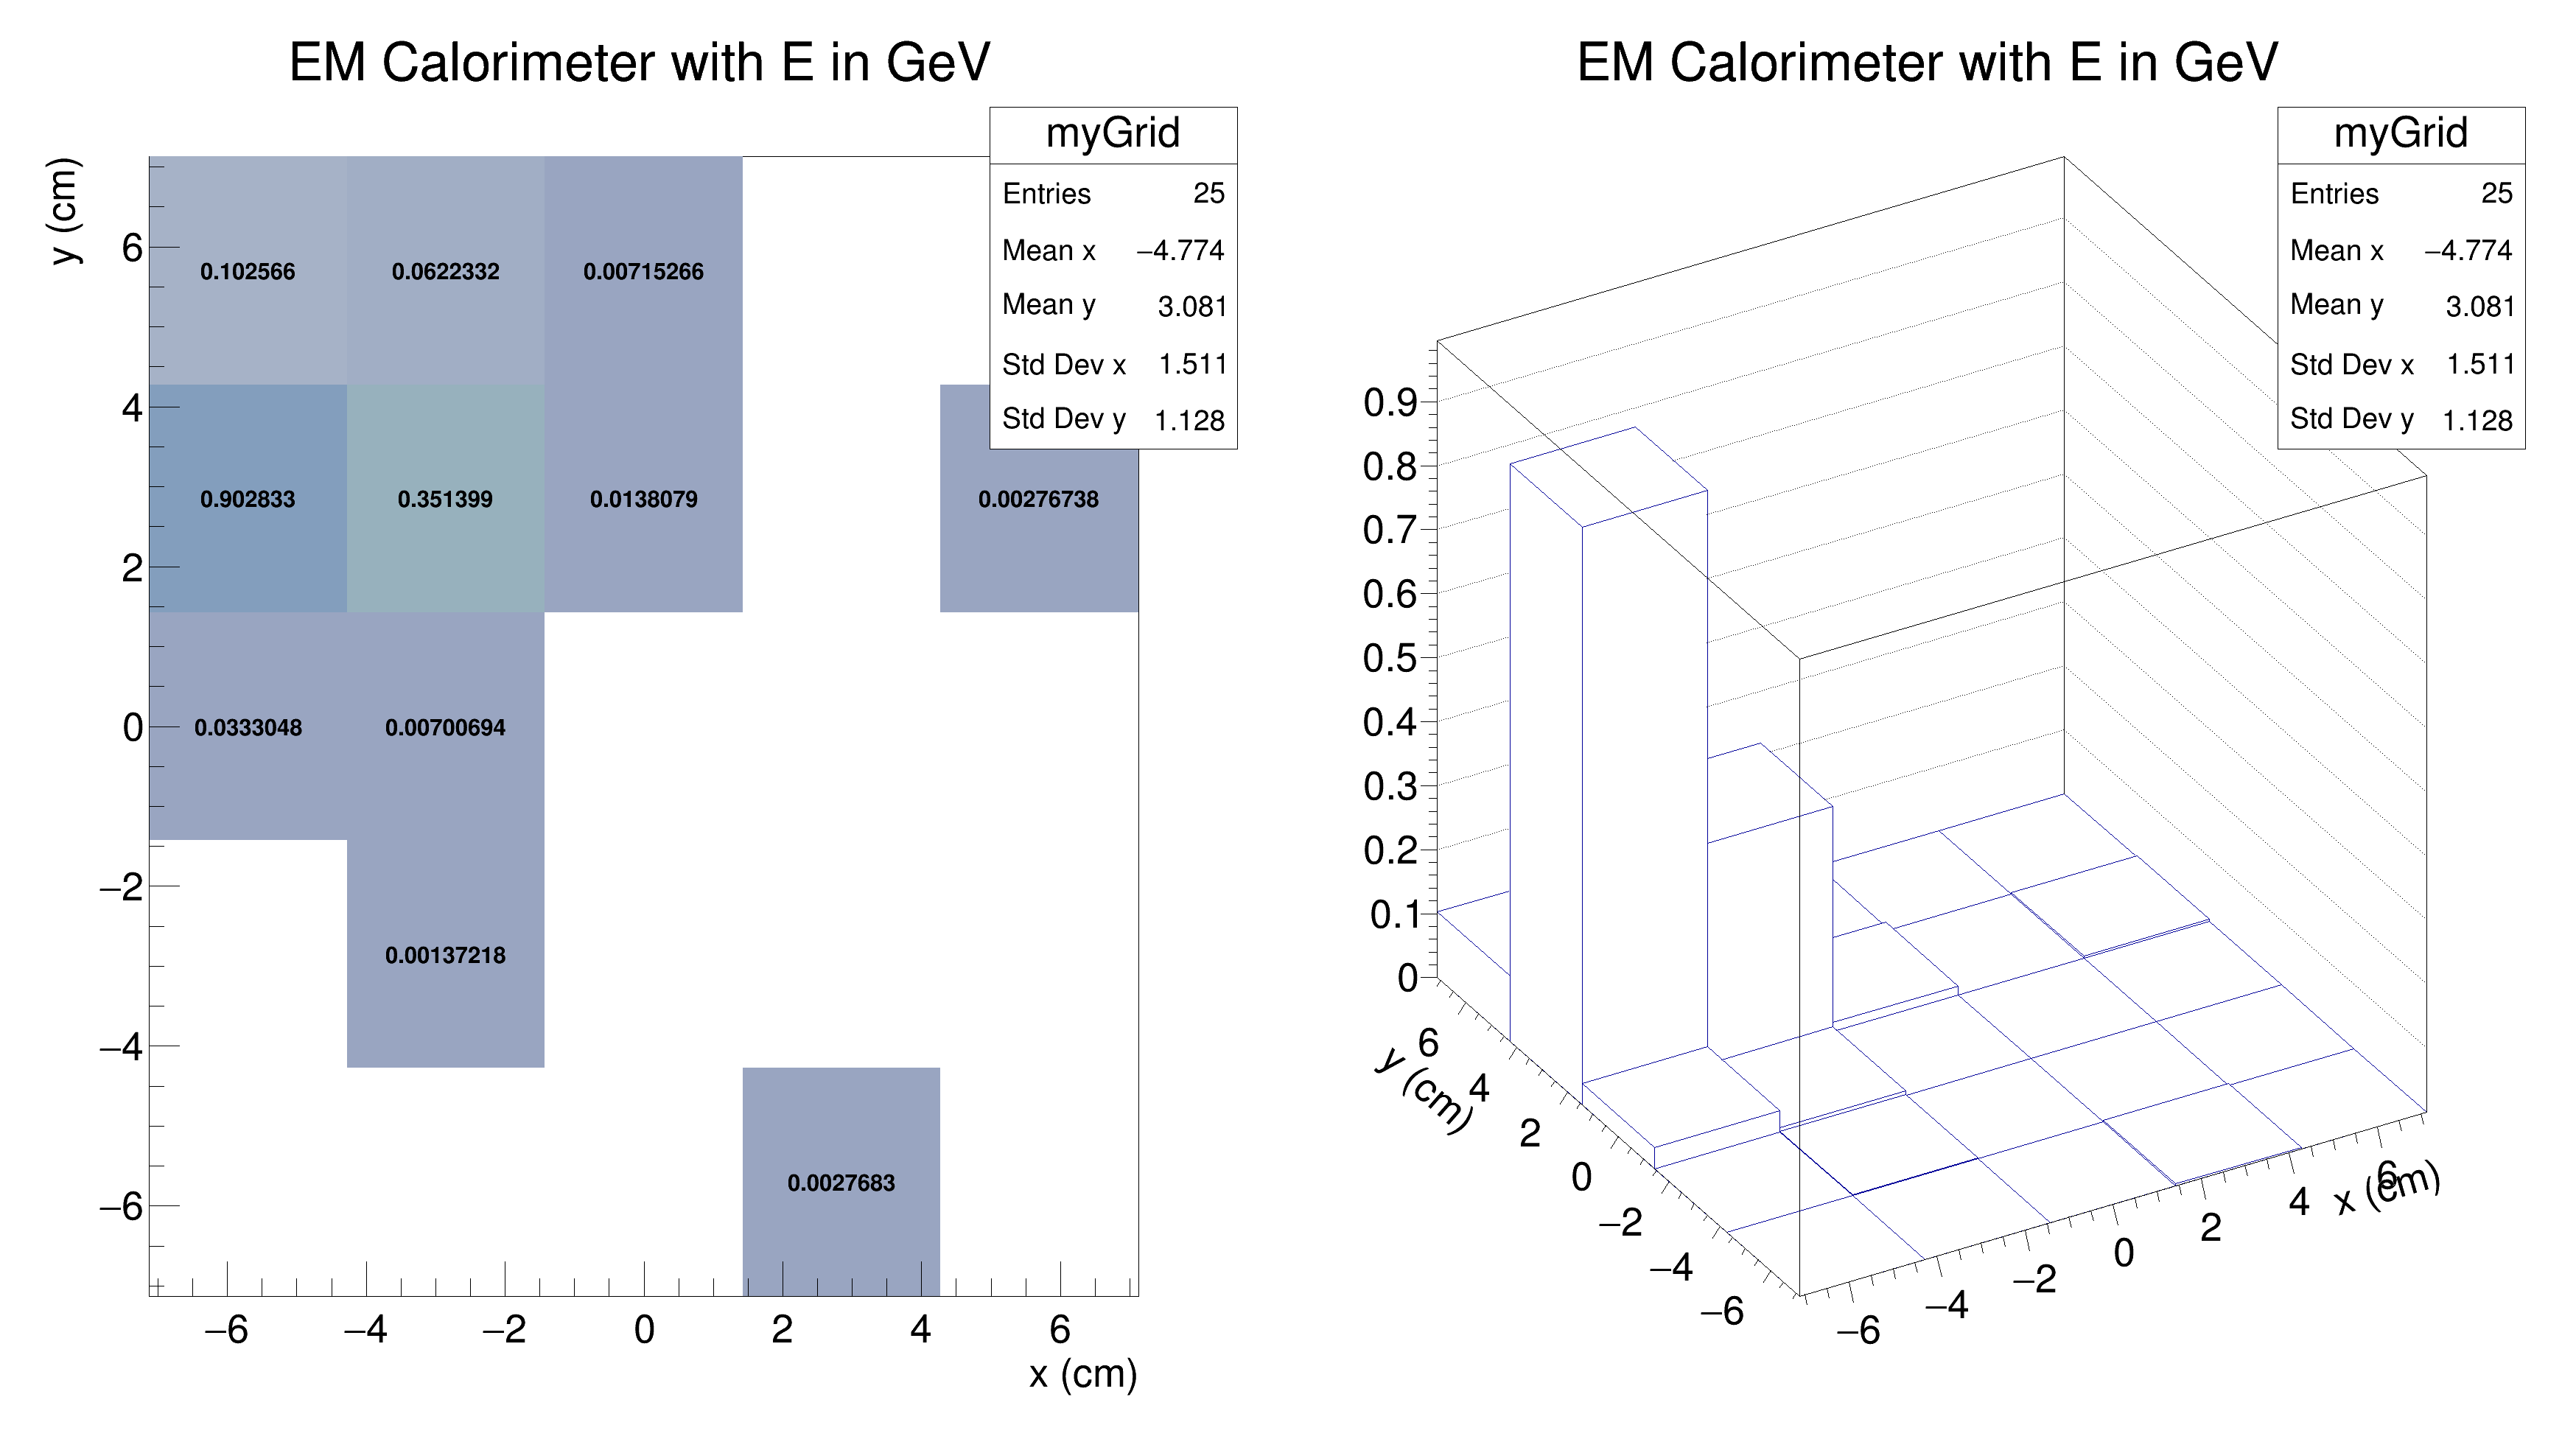 EM Calorimeter with E in GeV
myGrid
Entries 25
Mean x −4.774
Mean y 3.081
Std Dev x 1.511
Std Dev y 1.128
y (cm)
6
4
2
0
−2
−4
−6
0.102566 0.0622332 0.00715266
0.902833 0.351399 0.0138079 0.00276738
0.0333048 0.00700694
0.00137218
0.0027683
−6 −4 −2 0 2 4 6
x (cm)
EM Calorimeter with E in GeV
myGrid
Entries 25
Mean x −4.774
Mean y 3.081
Std Dev x 1.511
Std Dev y 1.128
0.9
0.8
0.7
0.6
0.5
0.4
0.3
0.2
0.1
0
6
4
2
0
−2
−4
−6
y (cm)
−6 −4 −2 0 2 4 6
x (cm)